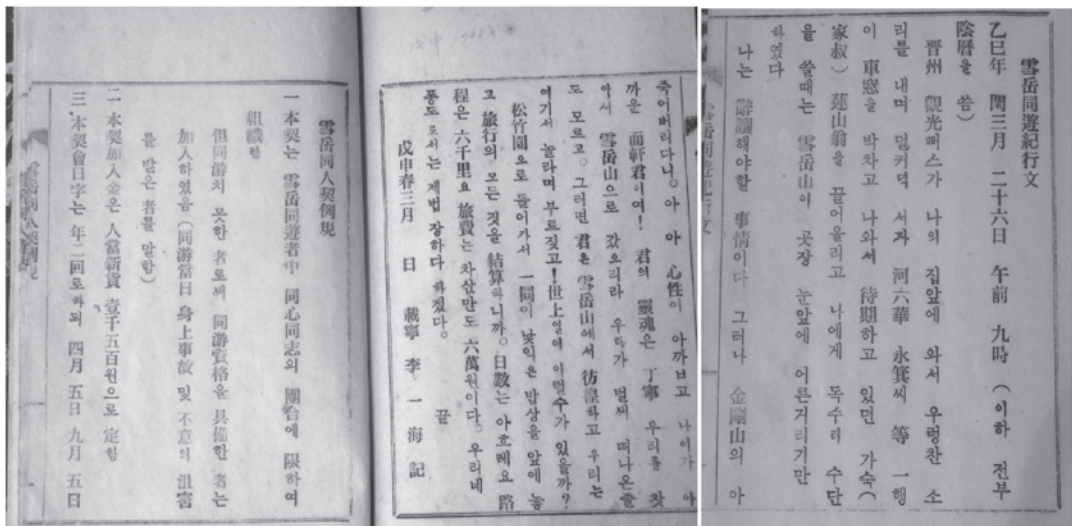 雪岳同遊紀行文
乙巳年 閏三月 二十六日 午前 九時 (이하 전부
陰曆을 씀)
晋州 觀光뻐스가 나의 집앞에 와서 우렁찬 소
리를 내며 덜커덕 서자 河六華 永箕씨 等 一行
이 車窓을 박차고 나와서 待期하고 있던 가숙(
家叔) 蓮山翁을 끌어올리고 나에게 독수리 수단
을 쓸때는 雪岳山이 곳장 눈앞에 어른거리기만
하였다
나는 辭讓해야할 事情이다 그러나 金剛山의 아
戊申 1968
죽어버리다니。아 아 心性이 아까브고 나이가 아
까운 而軒君이여! 君의 靈魂은 丁寧 우리를 찾
아서 雪岳山으로 갔으리라 우리가 벌써 떠나온줄
도 모르고。그러면 君은 雪岳山에서 彷徨하고 우리는
여기서 놀라며 부르짖고!世上일에 이런수가 있을까?
松竹園으로 들어가서 一同이 낯익은 밥상을 앞에 놓
고 旅行의 모든 것을 結算하니까。日數는 아흐레요 路
程은 六千里요 旅費는 차산만도 六萬원이다。우리네
풍도로서는 제법 장하다 하겠다。 끝
戊申春三月 日 載寧 李一海 記
雪岳同人契例規
一 本契는 雪岳同遊者中 同心同志의 團合에 限하여
組織함
但同游치 못한 者로써 同游資格을 具備한 者는
加入하였음 (同游當日 身上事故 및 不意의 沮害
를 받은者를 말함)
二 本契加入金은 人當新貨 壹千五百원으로 定함
三 本契會日字는 年二回로하되 四月 五日 九月 五日